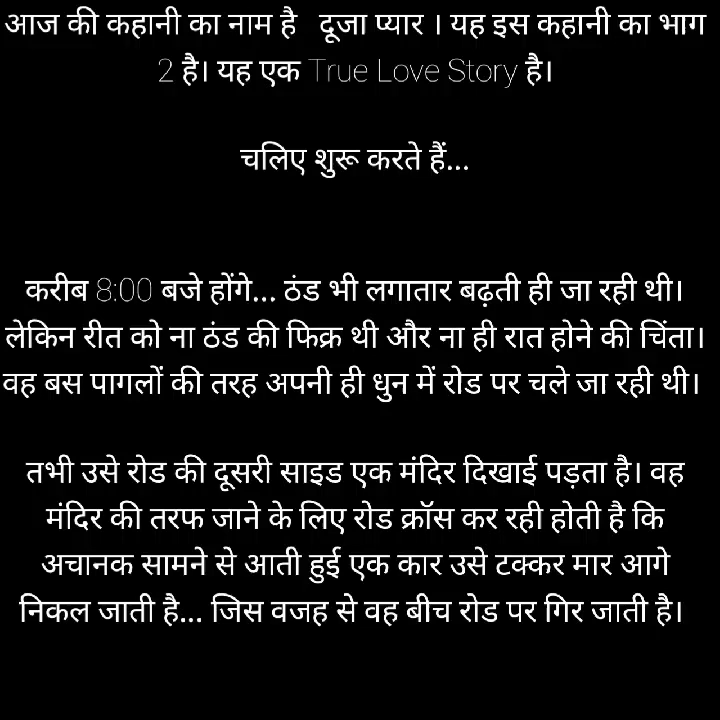 आज की कहानी का नाम है दूजा प्यार । यह इस कहानी का भाग
2 है। यह एक True Love Story है।
चलिए शुरू करते हैं...
करीब 8:00 बजे होंगे... ठंड भी लगातार बढ़ती ही जा रही थी।
लेकिन रीत को ना ठंड की फिक्र थी और ना ही रात होने की चिंता।
वह बस पागलों की तरह अपनी ही धुन में रोड पर चले जा रही थी।
तभी उसे रोड की दूसरी साइड एक मंदिर दिखाई पड़ता है। वह
मंदिर की तरफ जाने के लिए रोड क्रॉस कर रही होती है कि
अचानक सामने से आती हुई एक कार उसे टक्कर मार आगे
निकल जाती है... जिस वजह से वह बीच रोड पर गिर जाती है।